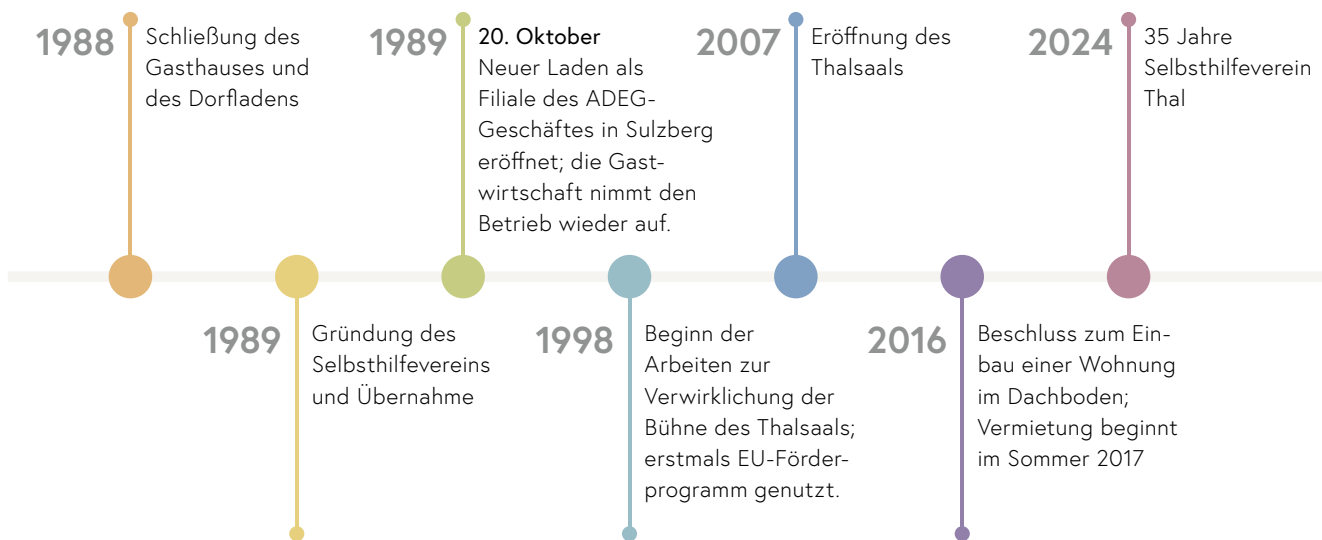 1988
Schließung des
Gasthauses und
des Dorfladens
1989
Gründung des
Selbsthilfevereins
und Übernahme
1989
20. Oktober
Neuer Laden als
Filiale des ADEG-
Geschäftes in Sulzberg
eröffnet; die Gast-
wirtschaft nimmt den
Betrieb wieder auf.
1998
Beginn der
Arbeiten zur
Verwirklichung der
Bühne des Thalsaals;
erstmals EU-Förder-
programm genutzt.
2007
Eröffnung des
Thalsaals
2016
Beschluss zum Ein-
bau einer Wohnung
im Dachboden;
Vermietung beginnt
im Sommer 2017
2024
35 Jahre
Selbsthilfeverein
Thal